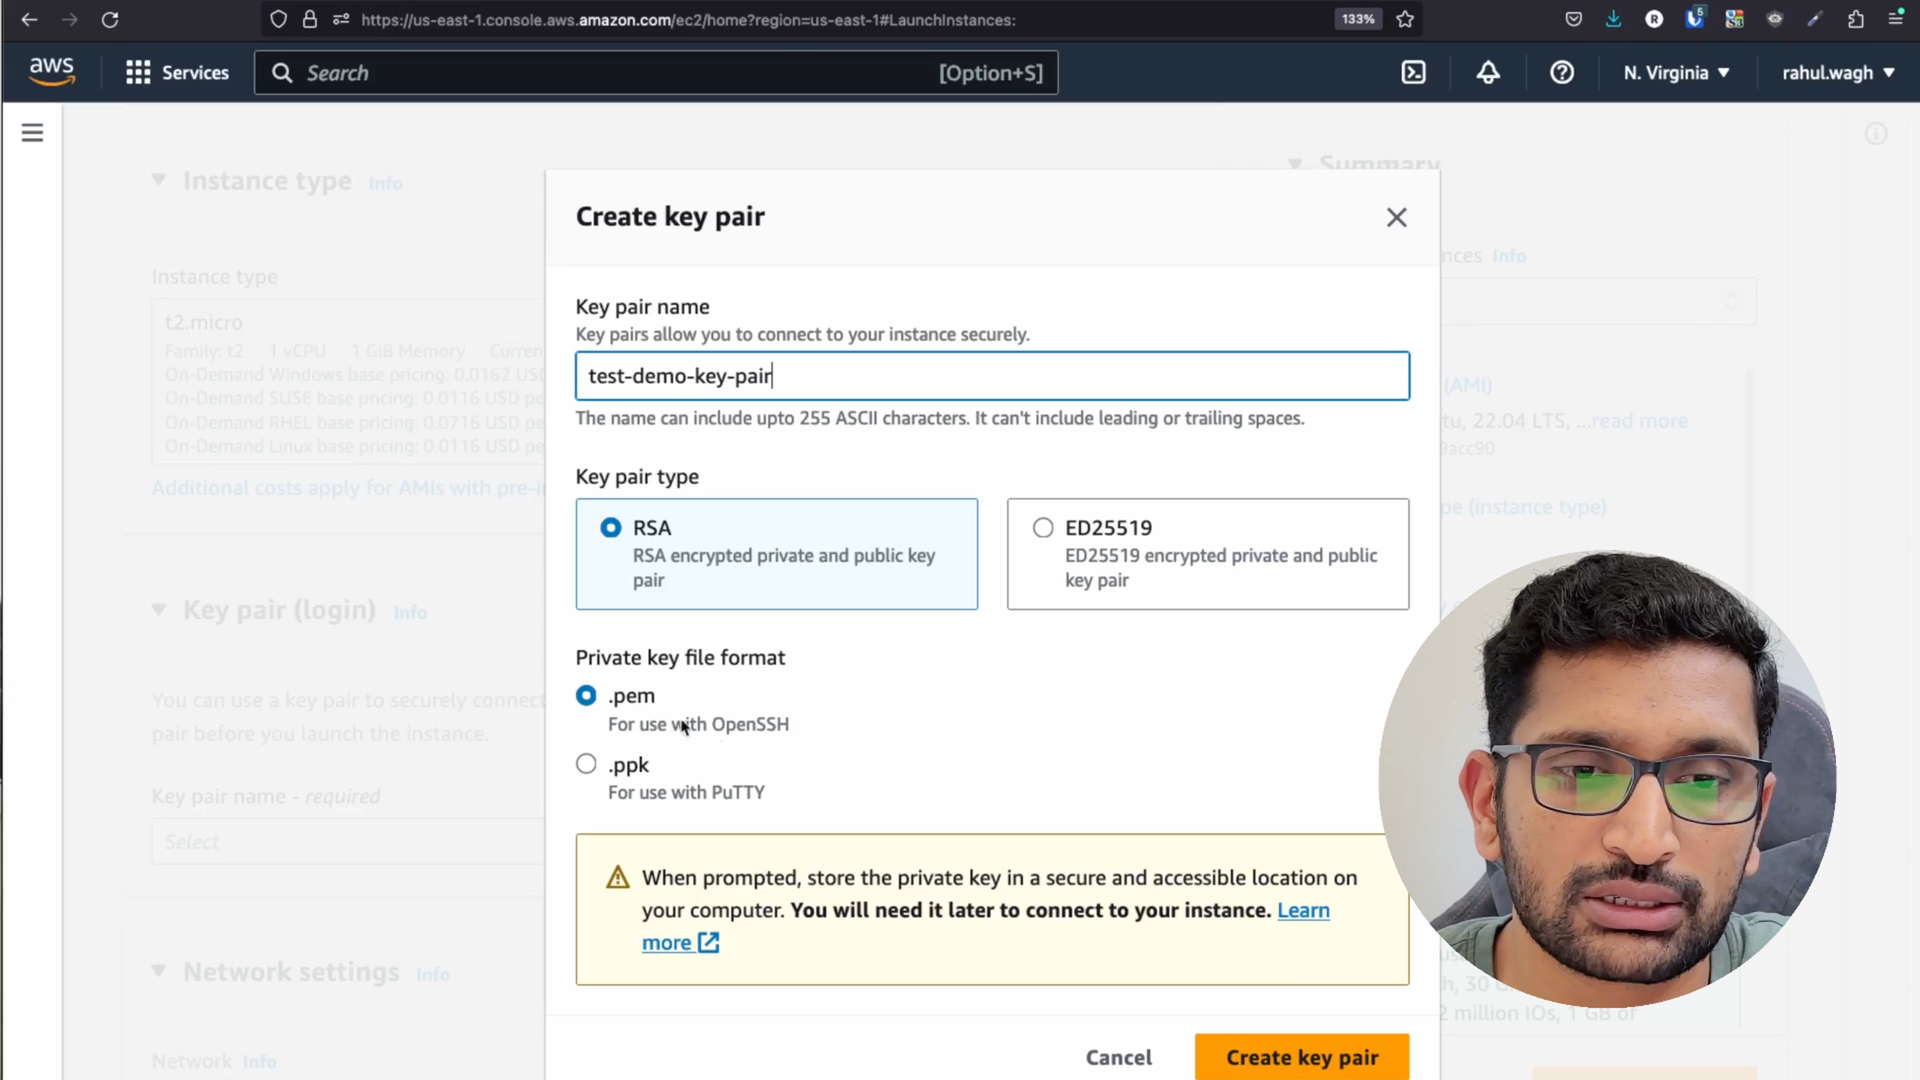 https://us-east-1.console.aws.amazon.com/ec2/home?region=us-east-1#LaunchInstances:
133%
R
5
aws
Services
Search
[Option+S]
N. Virginia
rahul.wagh
Instance type Info
Summary
Instance type
t2.micro
Family: t2 1 vCPU 1 GiB Memory
On-Demand Windows base pricing: 0.0162
On-Demand SUSE base pricing: 0.0116 USD
On-Demand RHEL base pricing: 0.0716 USD
On-Demand Linux base pricing: 0.0116 USD
Additional costs apply for AMIs with
Key pair (login) Info
You can use a key pair to securely connect
pair before you launch the instance.
Key pair name - required
Select
Network settings Info
Network Info
Create key pair
Key pair name
Key pairs allow you to connect to your instance securely.
test-demo-key-pair
The name can include upto 255 ASCII characters. It can't include leading or trailing spaces.
Key pair type
RSA
RSA encrypted private and public key
pair
ED25519
ED25519 encrypted private and public
key pair
Private key file format
.pem
For use with OpenSSH
.ppk
For use with PuTTY
When prompted, store the private key in a secure and accessible location on
your computer. You will need it later to connect to your instance. Learn
more
Cancel
Create key pair
Info
(AMI)
22.04 LTS, ...read more
(instance type)
million IOs, 1 GB of